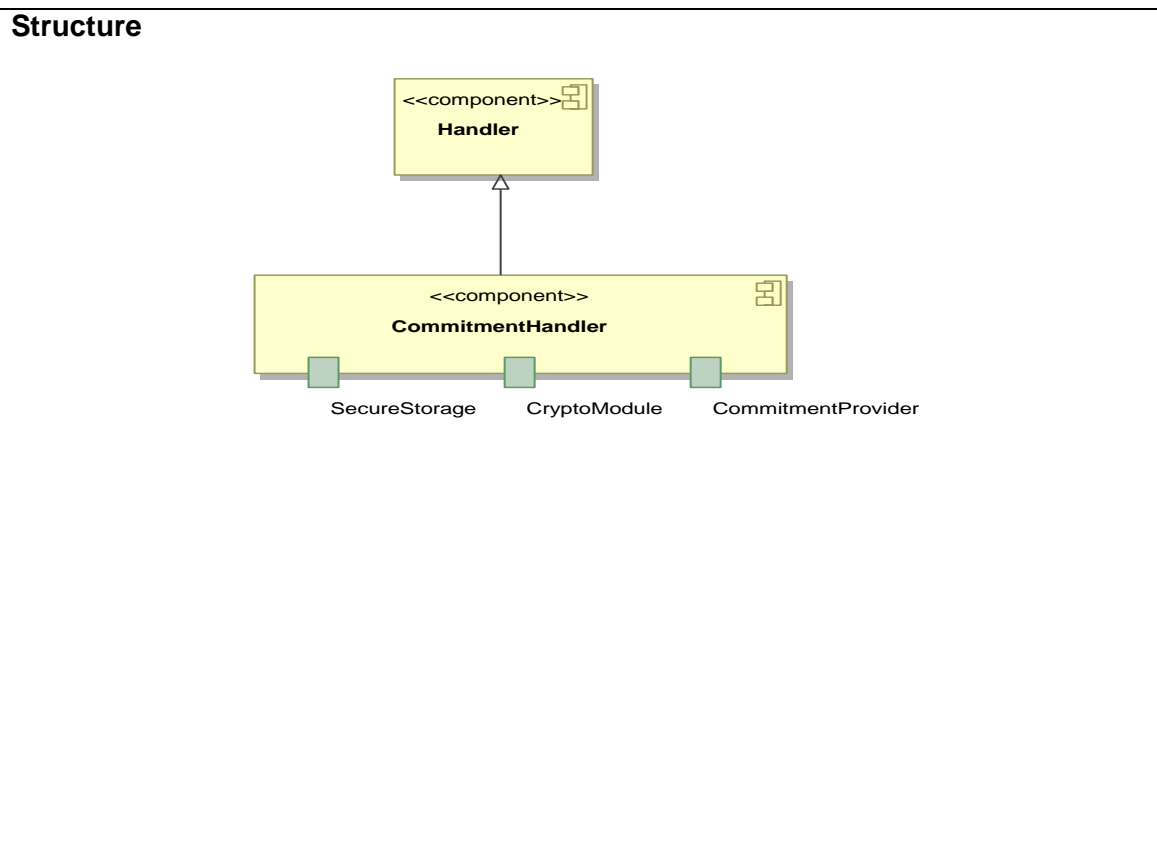 Structure
<<component>>
Handler
<<component>>
CommitmentHandler
SecureStorage CryptoModule CommitmentProvider